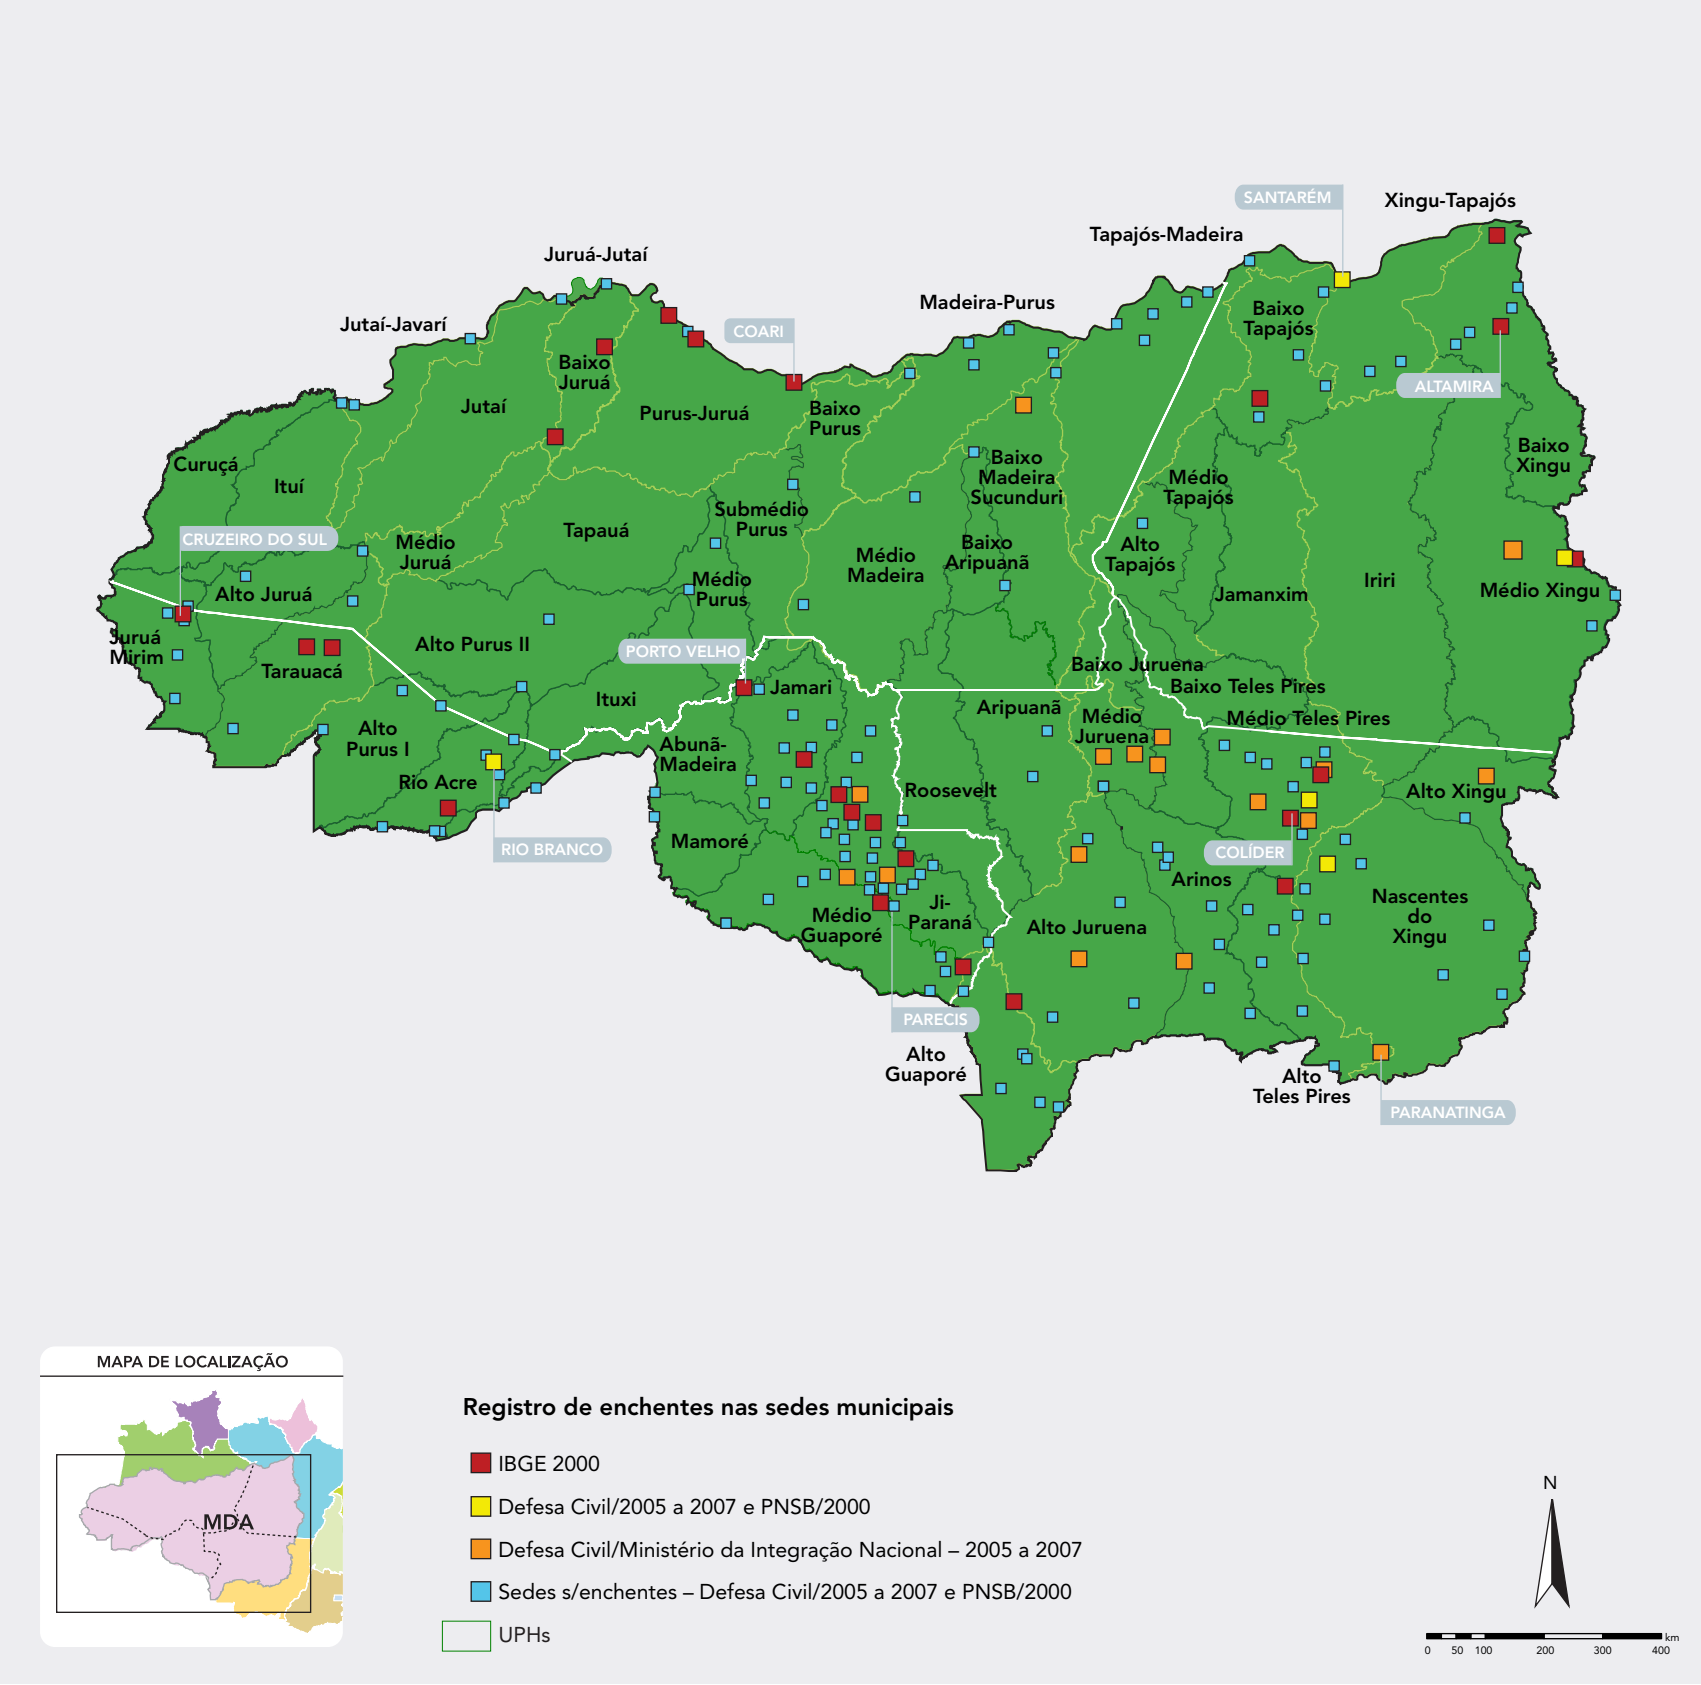 SANTARÉM
Xingu-Tapajós
Tapajós-Madeira
Juruá-Jutaí
Madeira-Purus
Jutaí-Javarí
COARI
Baixo
Tapajós
Baixo
Juruá
ALTAMIRA
Jutaí
Purus-Juruá
Baixo
Purus
Curuçá
Ituí
Baixo
Madeira
Sucunduri
Médio
Tapajós
Baixo
Xingu
Submédio
Purus
Tapauá
CRUZEIRO DO SUL
Médio
Juruá
Médio
Madeira
Baixo
Aripuanã
Alto
Tapajós
Médio
Purus
Alto Juruá
Jamanxim
Iriri
Médio Xingu
Juruá
Mirim
Alto Purus II
PORTO VELHO
Tarauacá
Baixo Juruena
Baixo Teles Pires
Jamari
Ituxi
Aripuanã
Médio
Juruena
Médio Teles Pires
Alto
Purus I
Abunã-
Madeira
Rio Acre
Roosevelt
Alto Xingu
RIO BRANCO
Mamoré
COLÍDER
Arinos
Nascentes
do
Xingu
Médio
Guaporé
Ji-
Paraná
Alto Juruena
PARECIS
Alto
Guaporé
Alto
Teles Pires
PARANATINGA
MAPA DE LOCALIZAÇÃO
MDA
Registro de enchentes nas sedes municipais
IBGE 2000
Defesa Civil/2005 a 2007 e PNSB/2000
Defesa Civil/Ministério da Integração Nacional – 2005 a 2007
Sedes s/enchentes – Defesa Civil/2005 a 2007 e PNSB/2000
UPHs
N
km
0 50 100 200 300 400